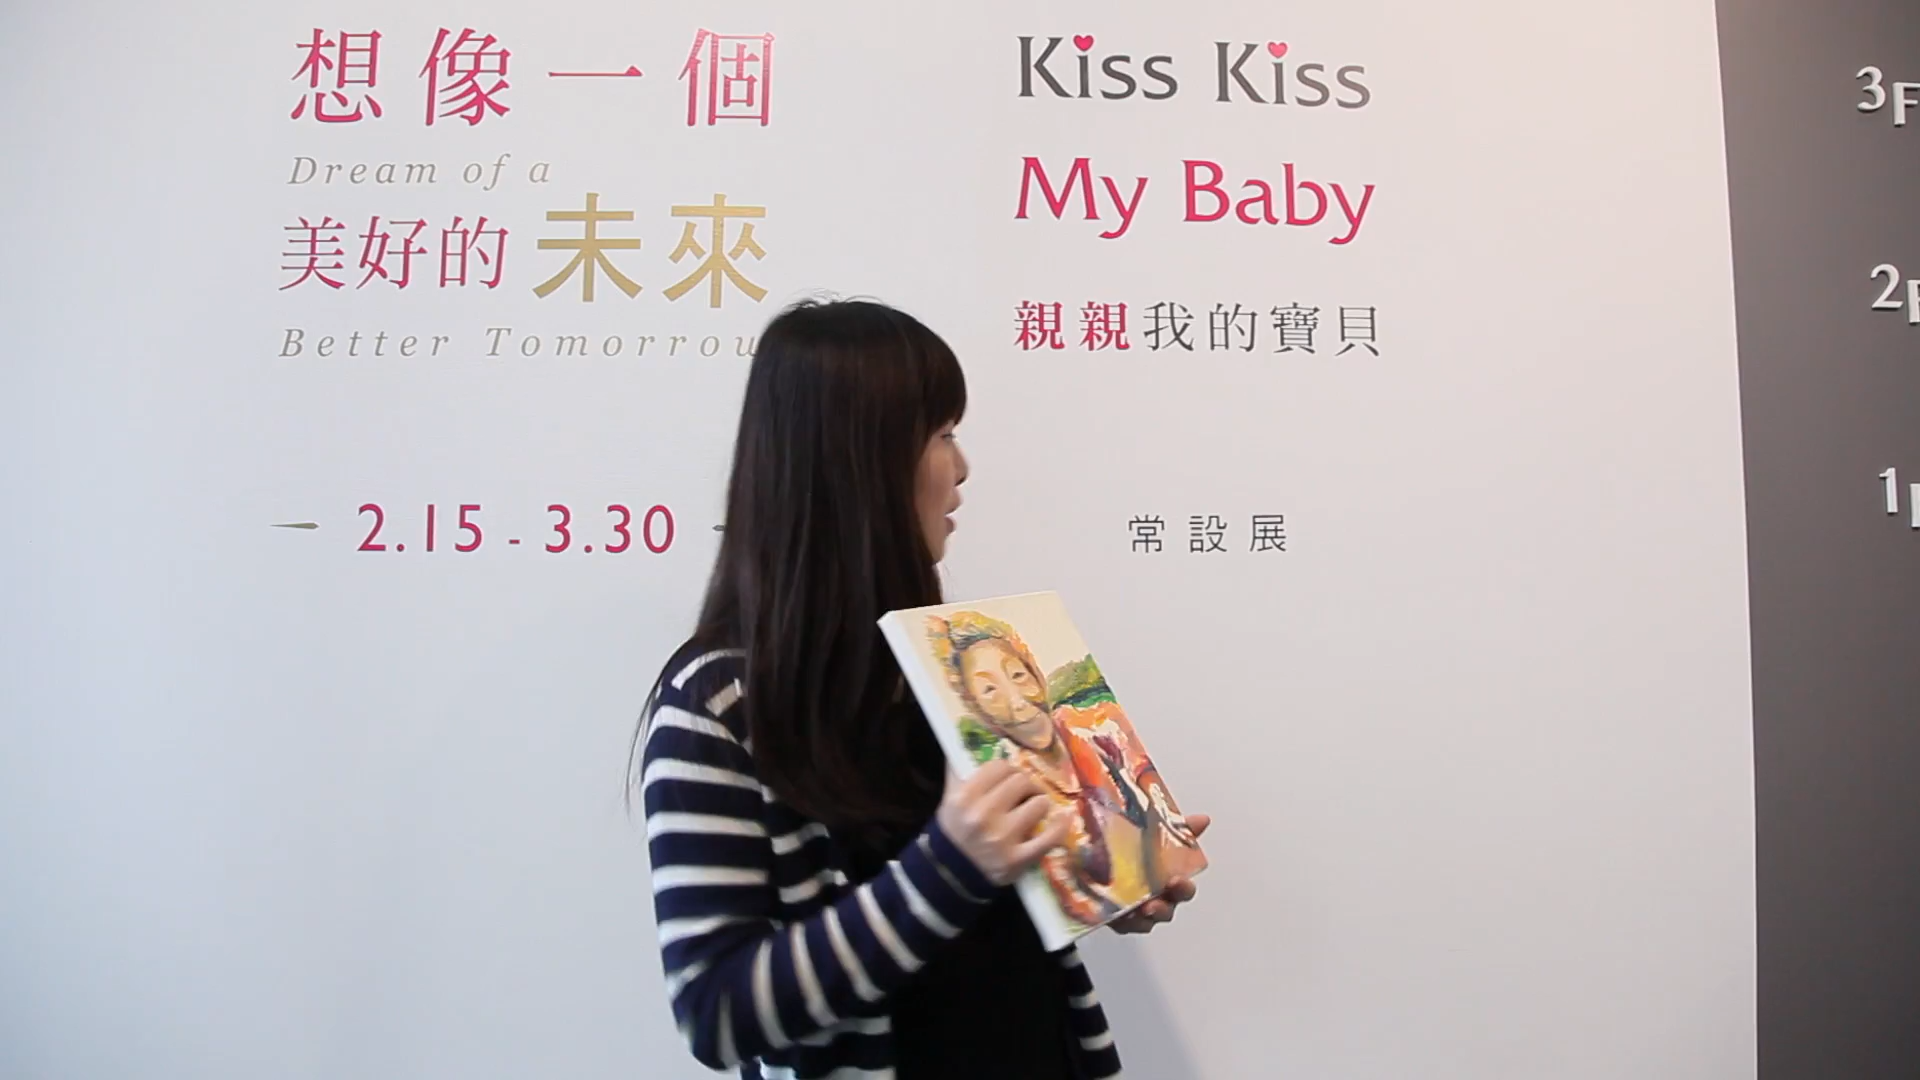 想像一個
Dream of a
美好的未來
Better Tomorrow
2.15 - 3.30
Kiss Kiss
My Baby
親親我的寶貝
常設展
3F
2F
1F